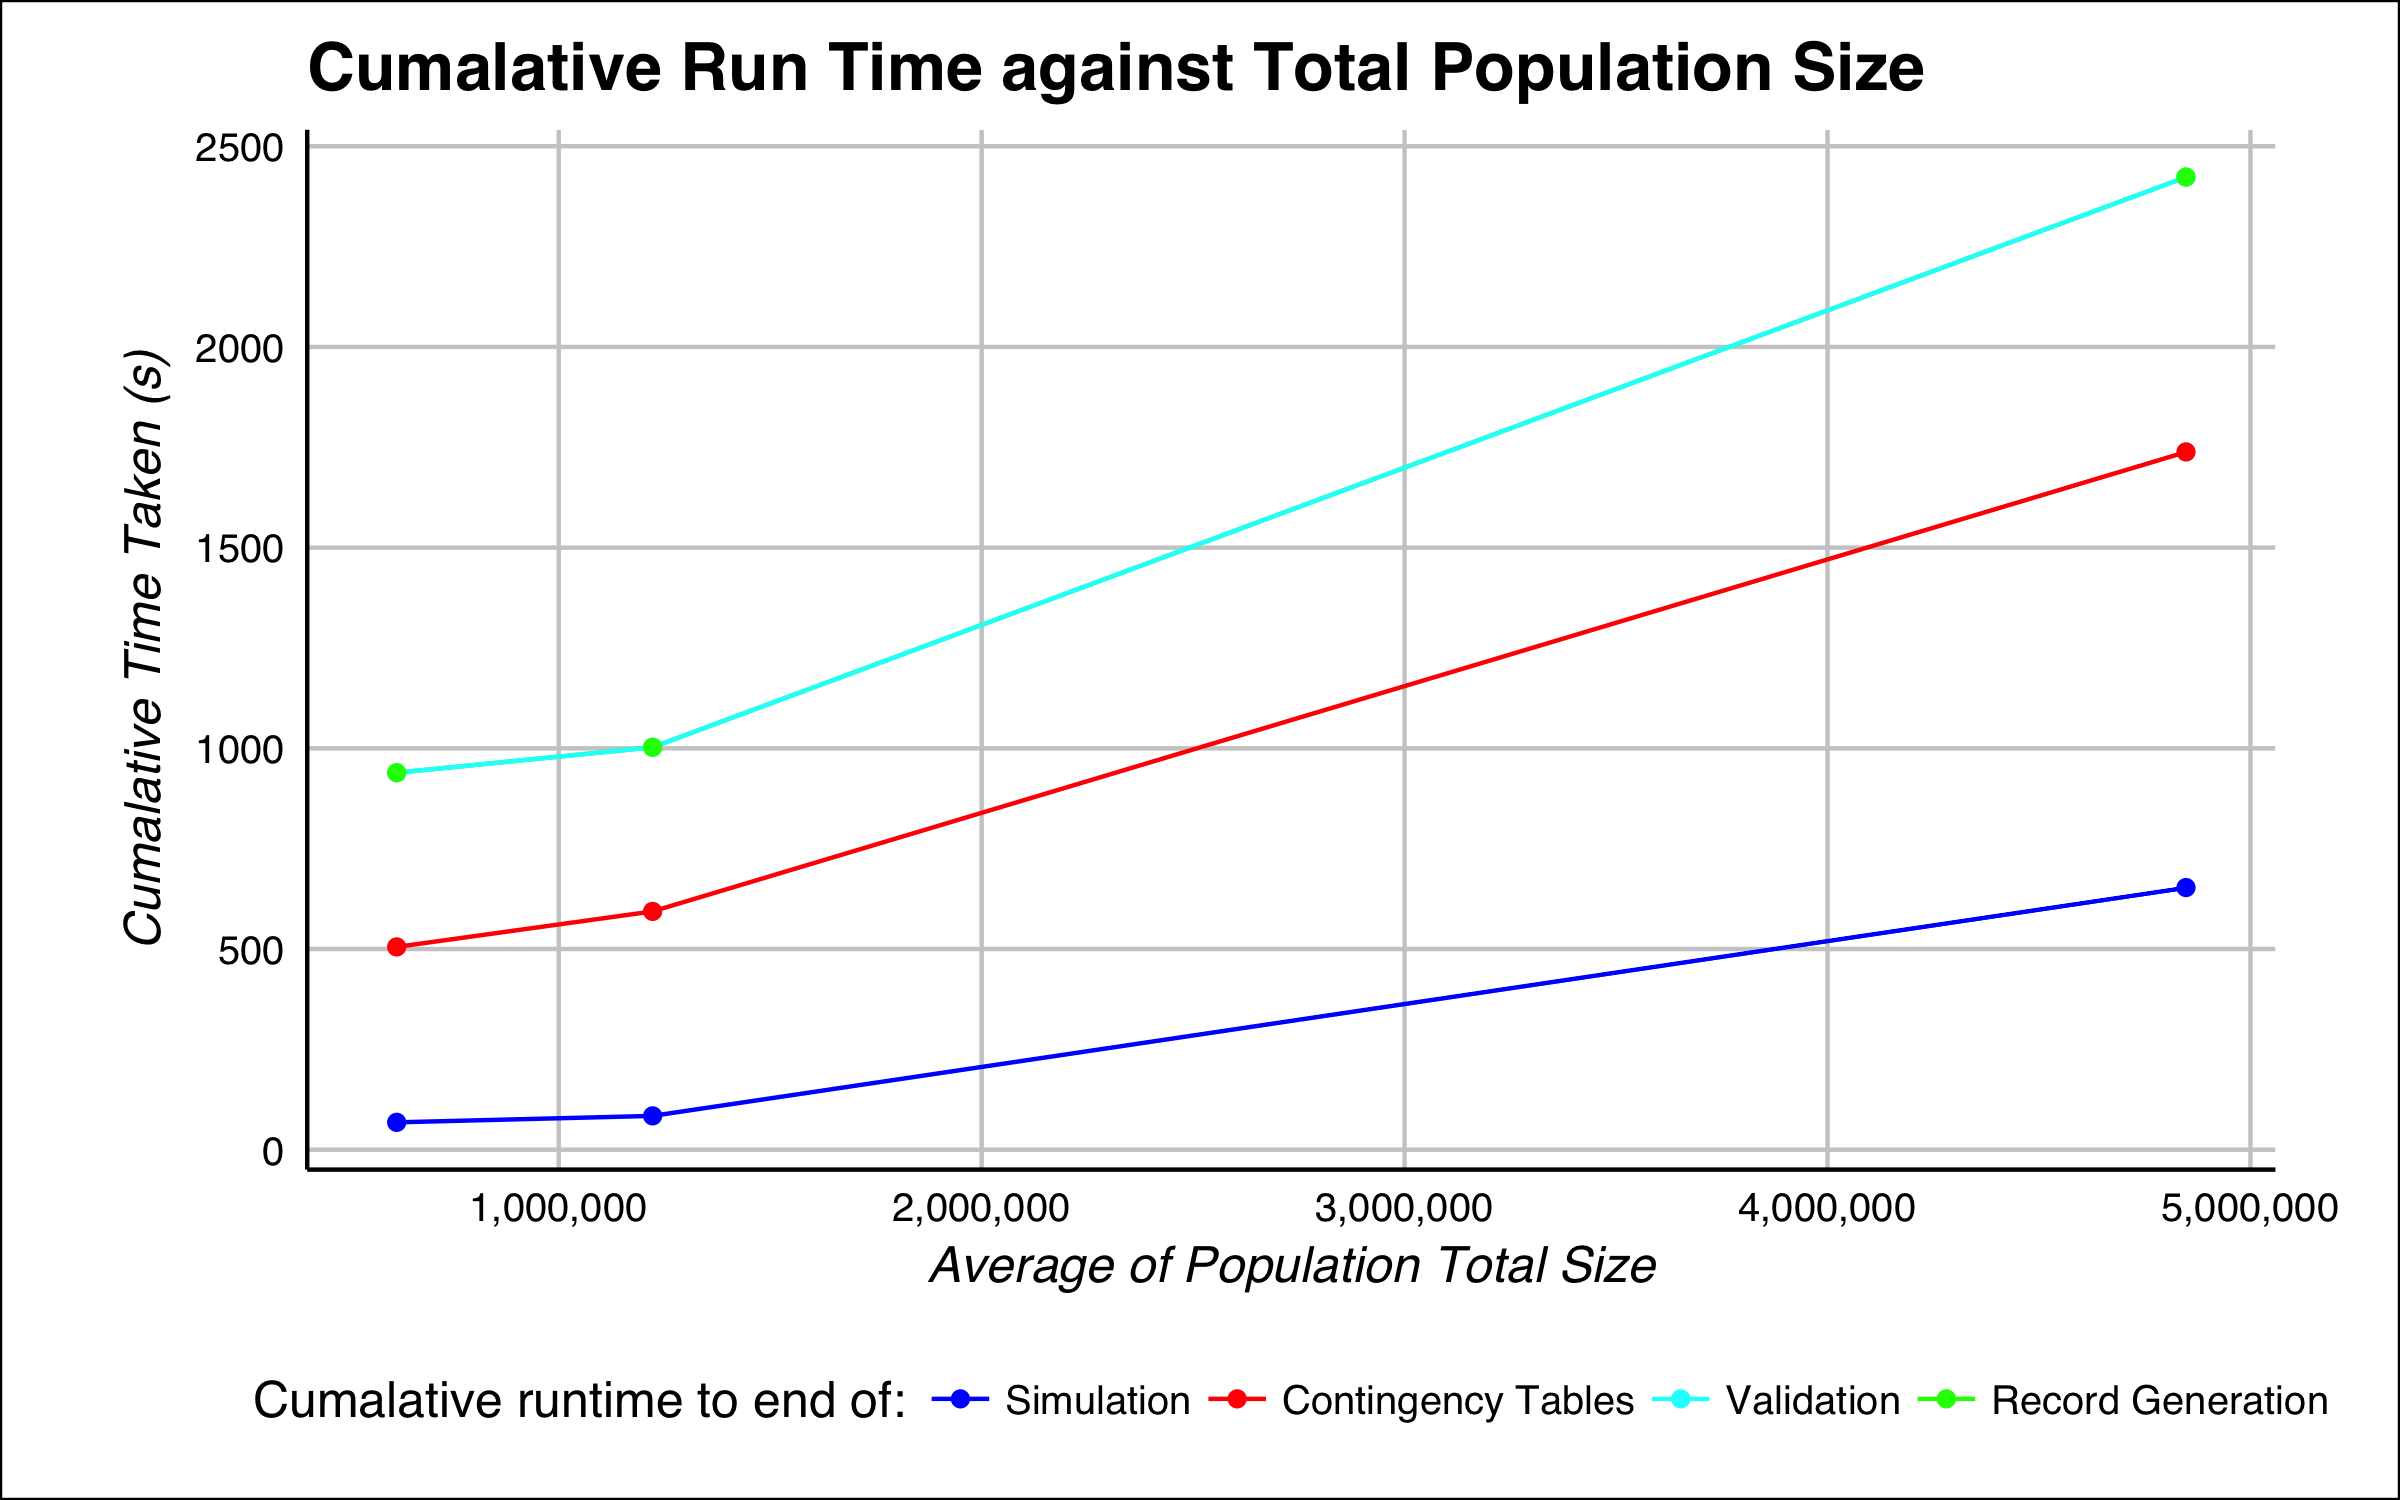 Cumalative Run Time against Total Population Size
Cumalative Time Taken (s)
2500
2000
1500
1000
500
0
1,000,000 2,000,000 3,000,000 4,000,000 5,000,000
Average of Population Total Size
Cumalative runtime to end of: Simulation Contingency Tables Validation Record Generation